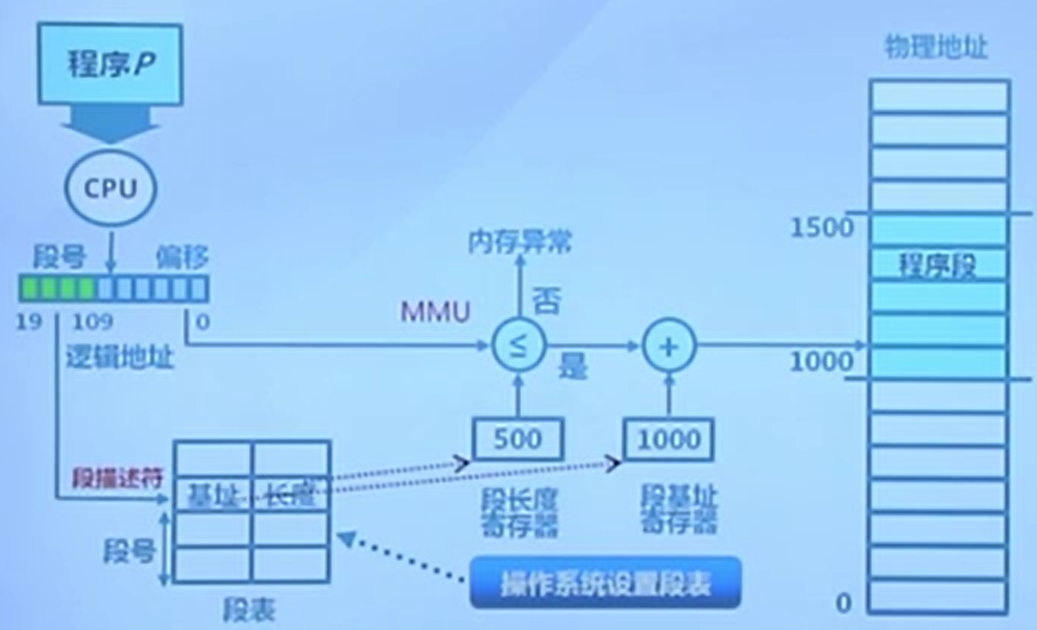 程序P
物理地址
CPU
段号 偏移
19 109 0
逻辑地址
MMU
内存异常
否
≤
是
+
1500
程序段
1000
0
500
1000
段长度
寄存器
段基址
寄存器
段描述符
基址 长度
段号
段表
操作系统设置段表